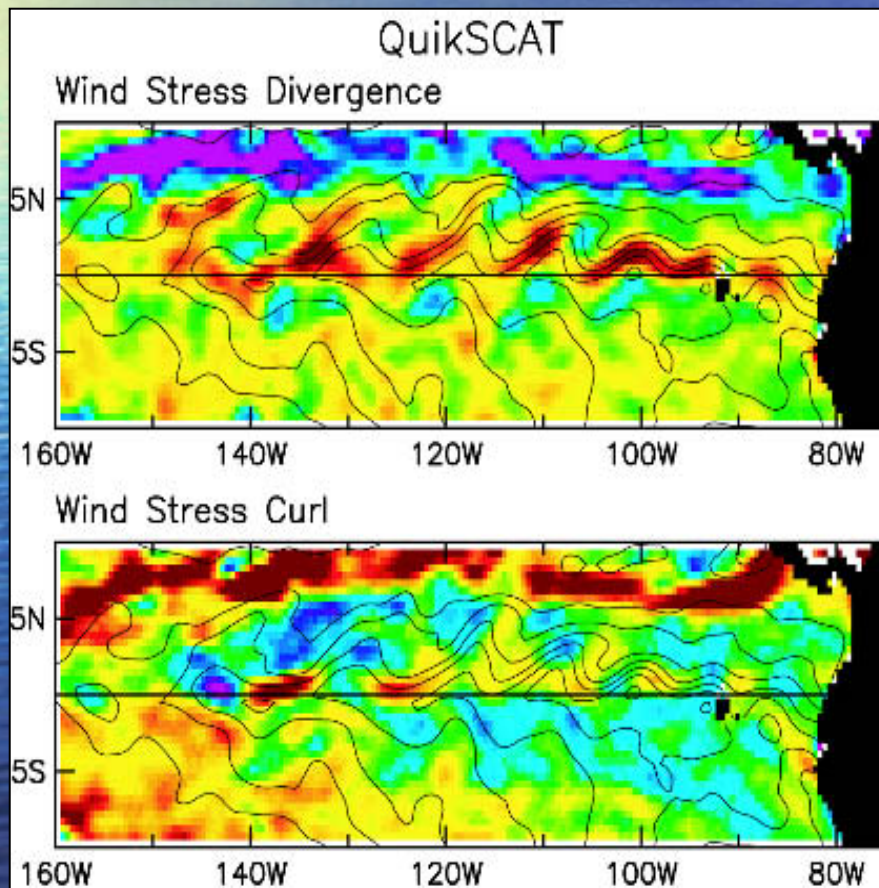 QuikSCAT
Wind Stress Divergence
5N
5S
160W 140W 120W 100W 80W
Wind Stress Curl
5N
5S
160W 140W 120W 100W 80W